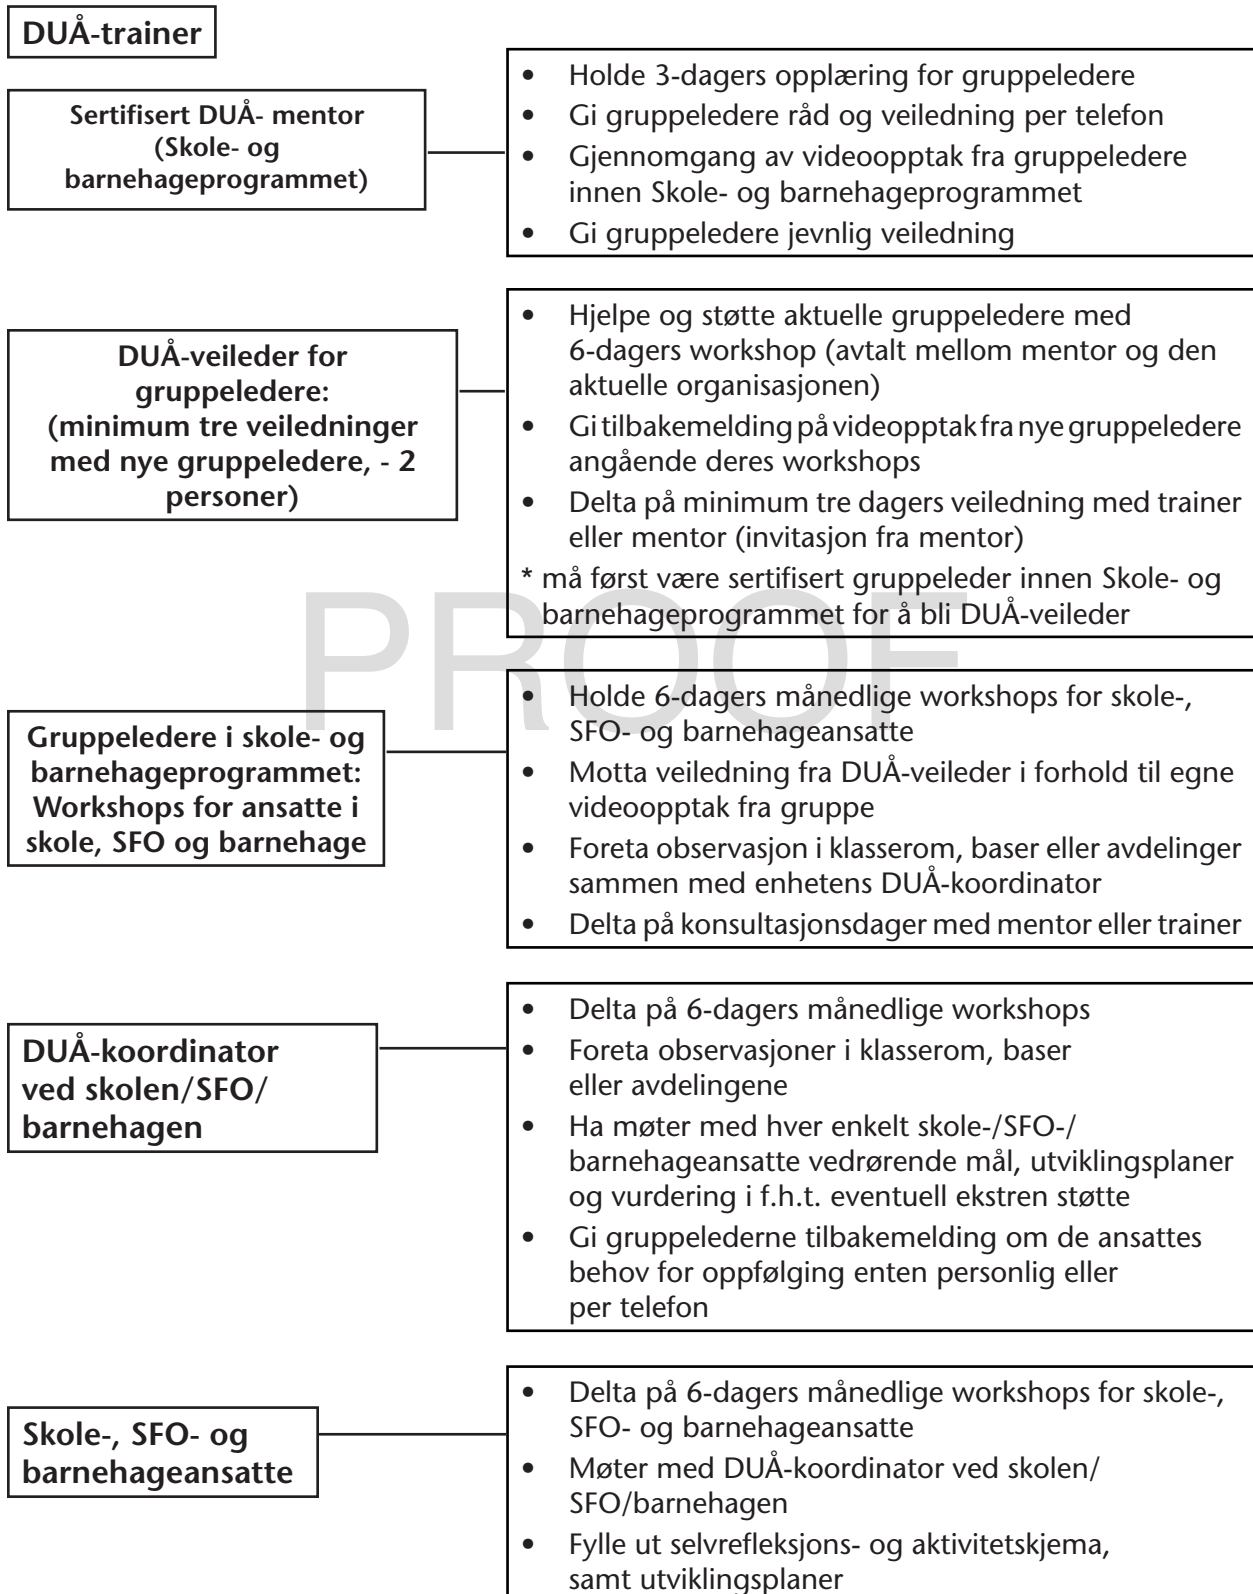 DUÅ-trainer
Sertifisert DUÅ- mentor
(Skole- og
barnehageprogrammet)
• Holde 3-dagers opplæring for gruppeledere
• Gi gruppeledere råd og veiledning per telefon
• Gjennomgang av videoopptak fra gruppeledere
innen Skole- og barnehageprogrammet
• Gi gruppeledere jevnlig veiledning
DUÅ-veileder for
gruppeledere:
(minimum tre veiledninger
med nye gruppeledere, - 2
personer)
• Hjelpe og støtte aktuelle gruppeledere med
6-dagers workshop (avtalt mellom mentor og den
aktuelle organisasjonen)
• Gi tilbakemelding på videopptak fra nye gruppeledere
angående deres workshops
• Delta på minimum tre dagers veiledning med trainer
eller mentor (invitasjon fra mentor)
* må først være sertifisert gruppeleder innen Skole- og
barnehageprogrammet for å bli DUÅ-veileder
PROOF
Gruppeledere i skole- og
barnehageprogrammet:
Workshops for ansatte i
skole, SFO og barnehage
• Holde 6-dagers månedlige workshops for skole-,
SFO- og barnehageansatte
• Motta veiledning fra DUÅ-veileder i forhold til egne
videoopptak fra gruppe
• Foreta observasjon i klasserom, baser eller avdelinger
sammen med enhetens DUÅ-koordinator
• Delta på konsultasjonsdager med mentor eller trainer
DUÅ-koordinator
ved skolen/SFO/
barnehagen
• Delta på 6-dagers månedlige workshops
• Foreta observasjoner i klasserom, baser
eller avdelingene
• Ha møter med hver enkelt skole-/SFO-/
barnehageansatte vedrørende mål, utviklingsplaner
og vurdering i f.h.t. eventuell ekstren støtte
• Gi gruppelederne tilbakemelding om de ansattes
behov for oppfølging enten personlig eller
per telefon
Skole-, SFO- og
barnehageansatte
• Delta på 6-dagers månedlige workshops for skole-,
SFO- og barnehageansatte
• Møter med DUÅ-koordinator ved skolen/
SFO/barnehagen
• Fylle ut selvrefleksjons- og aktivitetskjema,
samt utviklingsplaner